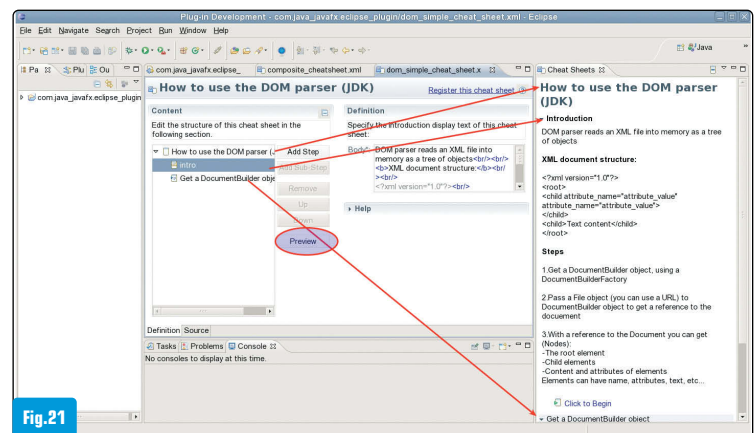 Plug-in Development - com.java_javafx.eclipse_plugin/dom_simple_cheat_sheet.xml - Eclipse
File Edit Navigate Search Project Run Window Help
Java
Pa Plu Ou
com.java_javafx.eclipse_plugin
com.java_javafx.eclipse_ composite_cheatsheet.xml dom_simple_cheat_sheet.x
How to use the DOM parser (JDK)
Register this cheat sheet
Content
Edit the structure of this cheat sheet in the
following section.
How to use the DOM parser (J
intro
Get a DocumentBuilder obje
Add Step
Add Sub-Step
Remove
Up
Down
Preview
Definition
Specify the introduction display text of this cheat
sheet:
Body*:
DOM parser reads an XML file into
memory as a tree of objects<br/><br/>
<b>XML document structure:</b><br/
><br/>
<?xml version="1.0"?><br/>
Help
Definition Source
Tasks Problems Console
No consoles to display at this time.
Cheat Sheets
How to use the DOM parser
(JDK)
Introduction
DOM parser reads an XML file into memory as a tree
of objects
XML document structure:
<?xml version="1.0"?>
<root>
<child attribute_name="attribute_value"
attribute_name="attribute_value">
</child>
<child>Text content</child>
</root>
Steps
1.Get a DocumentBuilder object, using a
DocumentBuilderFactory
2.Pass a File object (you can use a URL) to
DocumentBuilder object to get a reference to the
docuement
3.With a reference to the Document you can get
(Nodes):
-The root element
-Child elements
-Content and attributes of elements
Elements can have name, attributes, text, etc...
Click to Begin
Get a DocumentBuilder object
Fig.21